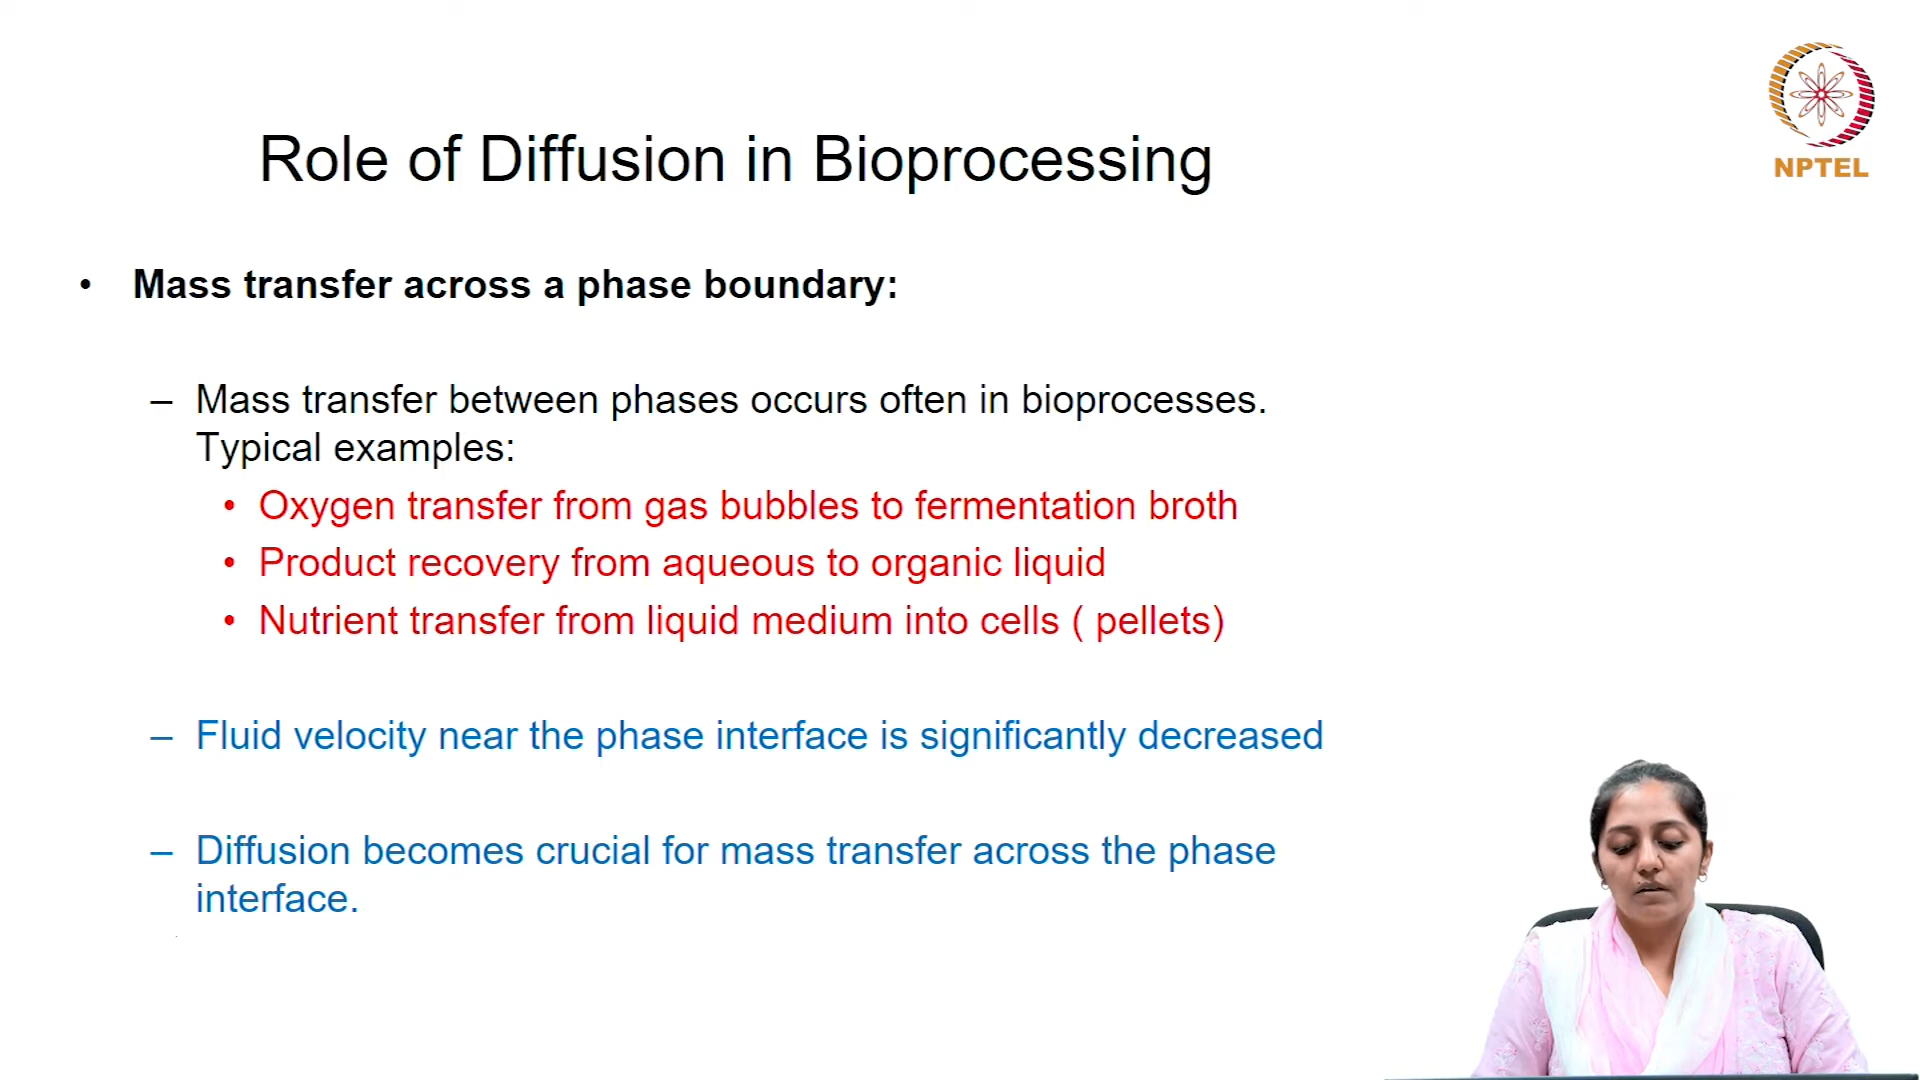 NPTEL
Role of Diffusion in Bioprocessing
• Mass transfer across a phase boundary:
– Mass transfer between phases occurs often in bioprocesses.
Typical examples:
• Oxygen transfer from gas bubbles to fermentation broth
• Product recovery from aqueous to organic liquid
• Nutrient transfer from liquid medium into cells ( pellets)
– Fluid velocity near the phase interface is significantly decreased
– Diffusion becomes crucial for mass transfer across the phase
interface.